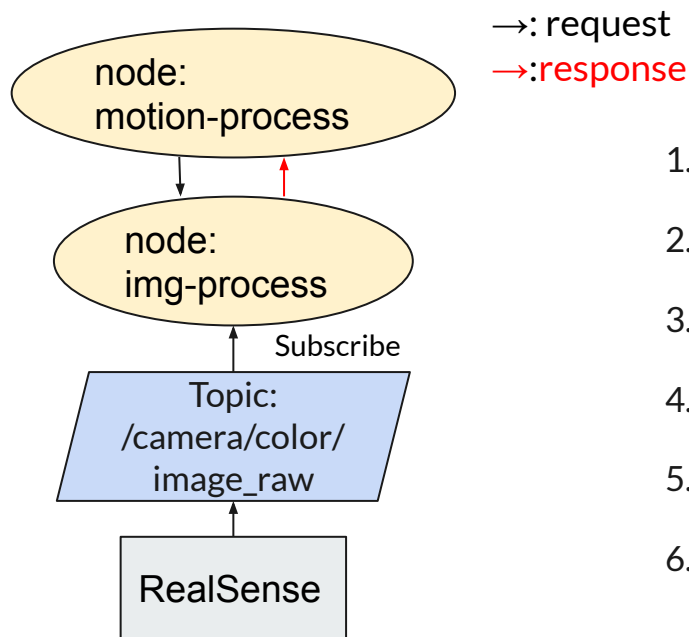 →: request
→:response
node:
motion-process
node:
img-process
Subscribe
Topic:
/camera/color/
image_raw
RealSense
1.
2.
3.
4.
5.
6.